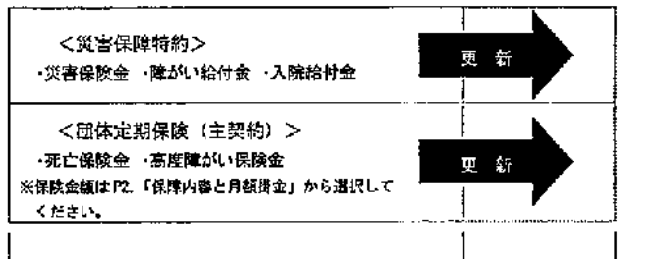 ＜災害保障特約＞
・災害保険金 ・障がい給付金 ・入院給付金
更 新
＜団体定期保険（主契約）＞
・死亡保険金 ・高度障がい保険金
※保険金額はP2.「保障内容と月額掛金」から選択して
ください。
更 新